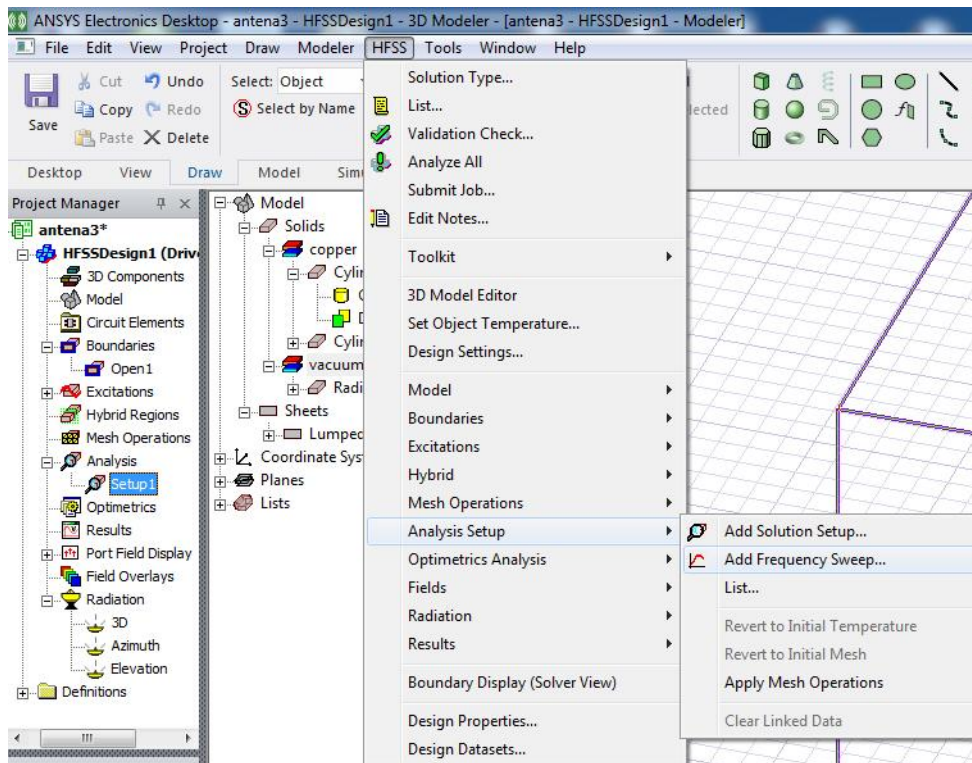 ANSYS Electronics Desktop - antena3 - HFSSDesign1 - 3D Modeler - [antena3 - HFSSDesign1 - Modeler]
File Edit View Project Draw Modeler HFSS Tools Window Help
Save
Cut
Copy
Paste
Undo
Redo
Delete
Select: Object
Select by Name
Desktop View Draw Model
Project Manager
antena3*
HFSSDesign1
3D Components
Model
Circuit Elements
Boundaries
Open1
Excitations
Hybrid Regions
Mesh Operations
Analysis
Setup1
Optimetrics
Results
Port Field Display
Field Overlays
Radiation
3D
Azimuth
Elevation
Definitions
Model
Solids
copper
vacuum
Sheets
Planes
Lists
Solution Type...
List...
Validation Check...
Analyze All
Submit Job...
Edit Notes...
Toolkit
3D Model Editor
Set Object Temperature...
Design Settings...
Model
Boundaries
Excitations
Hybrid
Mesh Operations
Analysis Setup
Optimetrics Analysis
Fields
Radiation
Results
Boundary Display (Solver View)
Design Properties...
Design Datasets...
Add Solution Setup...
Add Frequency Sweep...
List...
Revert to Initial Temperature
Revert to Initial Mesh
Apply Mesh Operations
Clear Linked Data